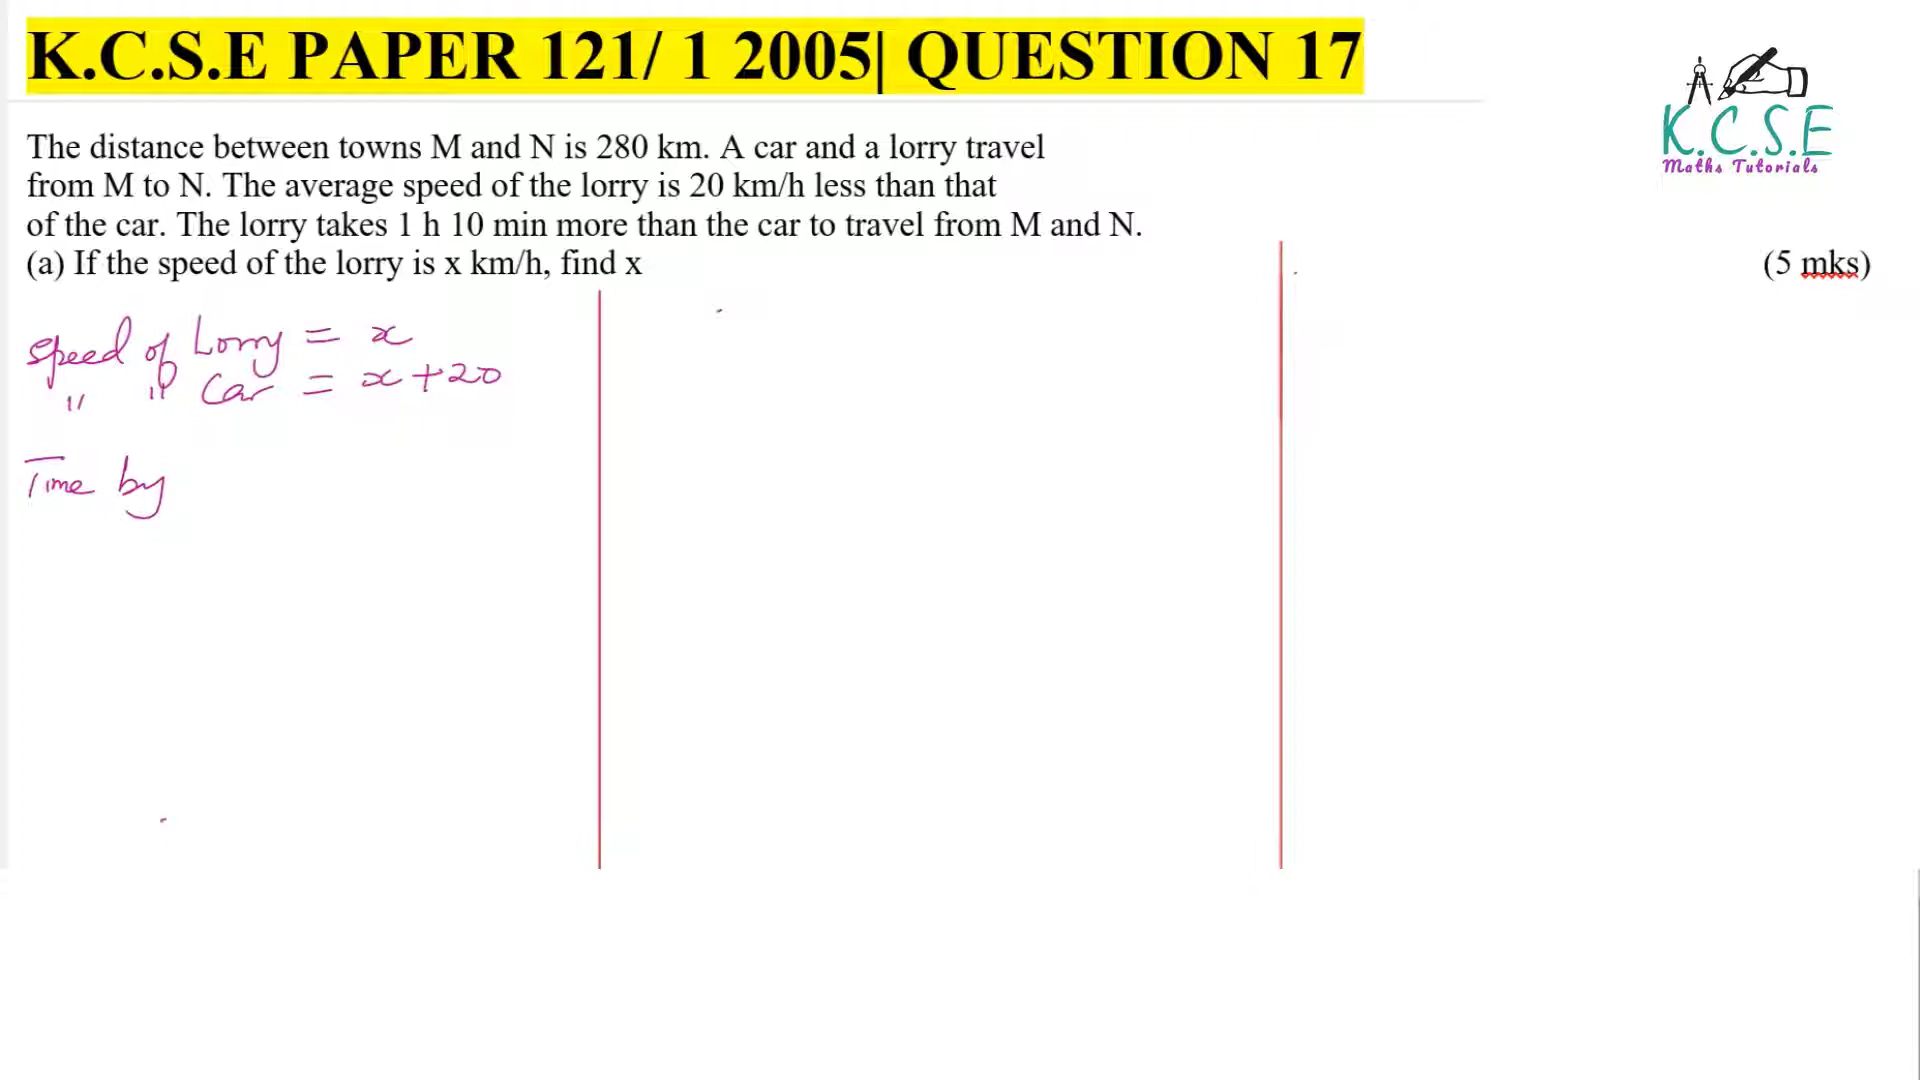 K.C.S.E PAPER 121/ 1 2005| QUESTION 17
K.C.S.E
Maths Tutorials
The distance between towns M and N is 280 km. A car and a lorry travel
from M to N. The average speed of the lorry is 20 km/h less than that
of the car. The lorry takes 1 h 10 min more than the car to travel from M and N.
(a) If the speed of the lorry is x km/h, find x (5 mks)
Speed of Lorry = x
" " Car = x + 20
Time by